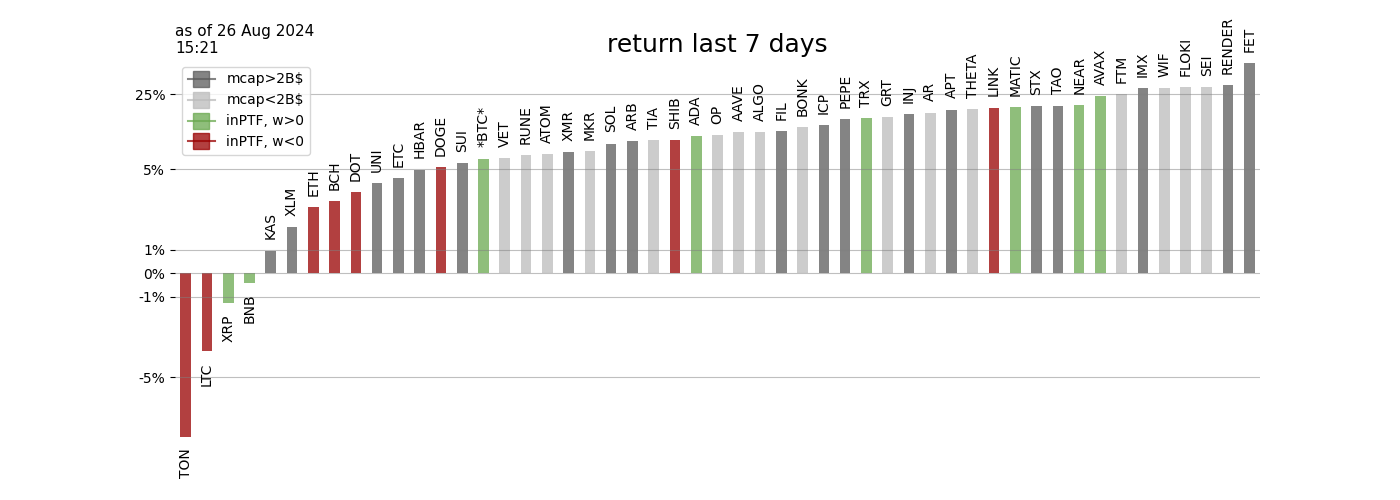 as of 26 Aug 2024
15:21
return last 7 days
mcap>2B$
mcap<2B$
inPTF, w>0
inPTF, w<0
25%
5%
1%
0%
-1%
-5%
TON
LTC
XRP
BNB
KAS
XLM
ETH
BCH
DOT
UNI
ETC
HBAR
DOGE
SUI
*BTC*
VET
RUNE
ATOM
XMR
MKR
SOL
ARB
TIA
SHIB
ADA
OP
AAVE
ALGO
FIL
BONK
ICP
PEPE
TRX
GRT
INJ
AR
APT
THETA
LINK
MATIC
STX
TAO
NEAR
AVAX
FTM
IMX
WIF
FLOKI
SEI
RENDER
FET